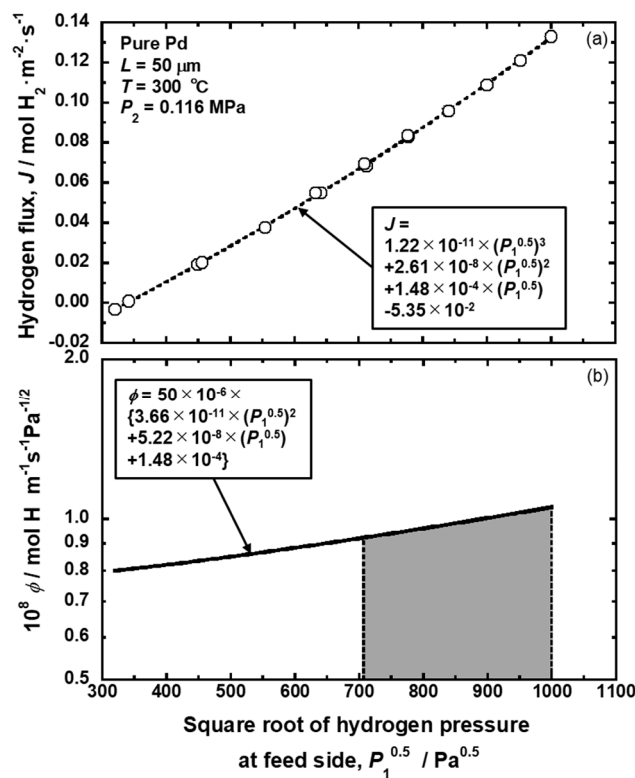 (a)
Pure Pd
L = 50 μm
T = 300 °C
P₂ = 0.116 MPa
Hydrogen flux, J / mol H₂·m⁻²·s⁻¹
0.14
0.12
0.10
0.08
0.06
0.04
0.02
0.00
-0.02
J =
1.22 × 10⁻¹¹ × (P₁⁰·⁵)³
+2.61 × 10⁻⁸ × (P₁⁰·⁵)²
+1.48 × 10⁻⁴ × (P₁⁰·⁵)
-5.35 × 10⁻²
(b)
ϕ = 50 × 10⁻⁶ ×
{3.66 × 10⁻¹¹ × (P₁⁰·⁵)²
+5.22 × 10⁻⁸ × (P₁⁰·⁵)
+1.48 × 10⁻⁴}
10⁸ ϕ / mol H m⁻¹s⁻¹Pa⁻¹ᐟ²
2.0
1.0
0.9
0.8
0.7
0.6
0.5
300 400 500 600 700 800 900 1000 1100
Square root of hydrogen pressure
at feed side, P₁⁰·⁵ / Pa⁰·⁵